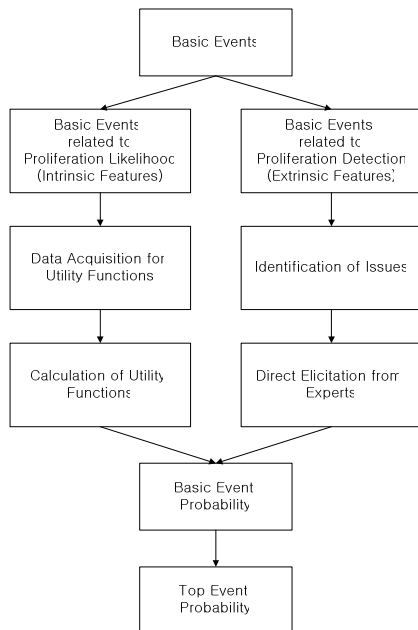 Basic Events
Basic Events
related to
Proliferation Likelihood
(Intrinsic Features)
Basic Events
related to
Proliferation Detection
(Extrinsic Features)
Data Acquisition for
Utility Functions
Identification of Issues
Calculation of Utility
Functions
Direct Elicitation from
Experts
Basic Event
Probability
Top Event
Probability